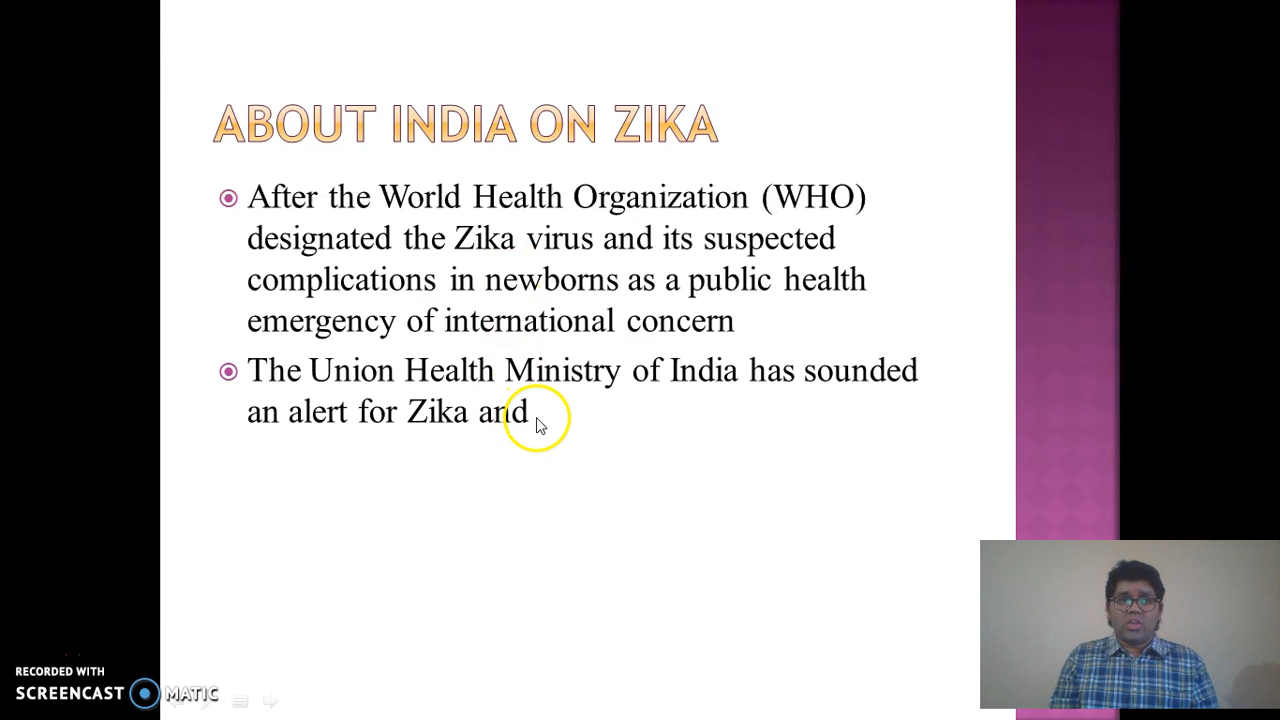 ABOUT INDIA ON ZIKA
After the World Health Organization (WHO)
designated the Zika virus and its suspected
complications in newborns as a public health
emergency of international concern
The Union Health Ministry of India has sounded
an alert for Zika and
RECORDED WITH
SCREENCAST MATIC